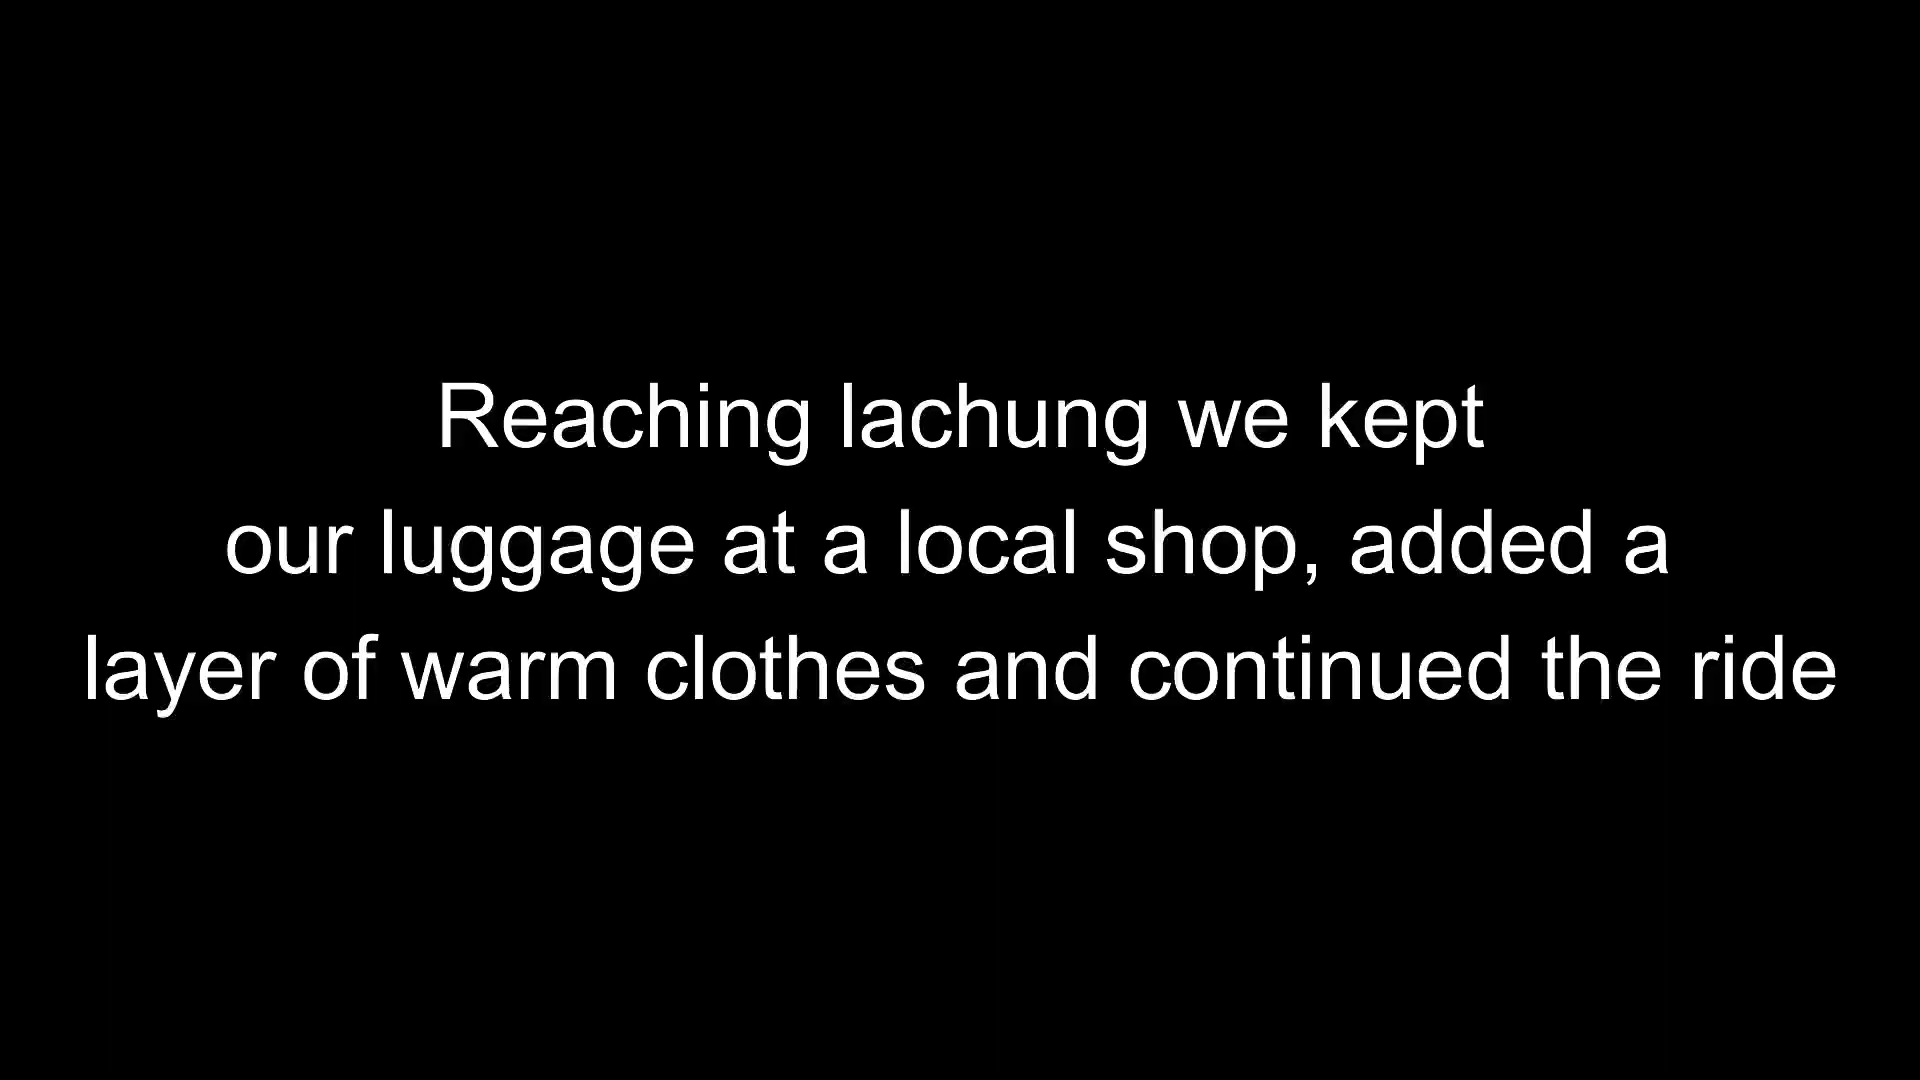 Reaching lachung we kept
our luggage at a local shop, added a
layer of warm clothes and continued the ride